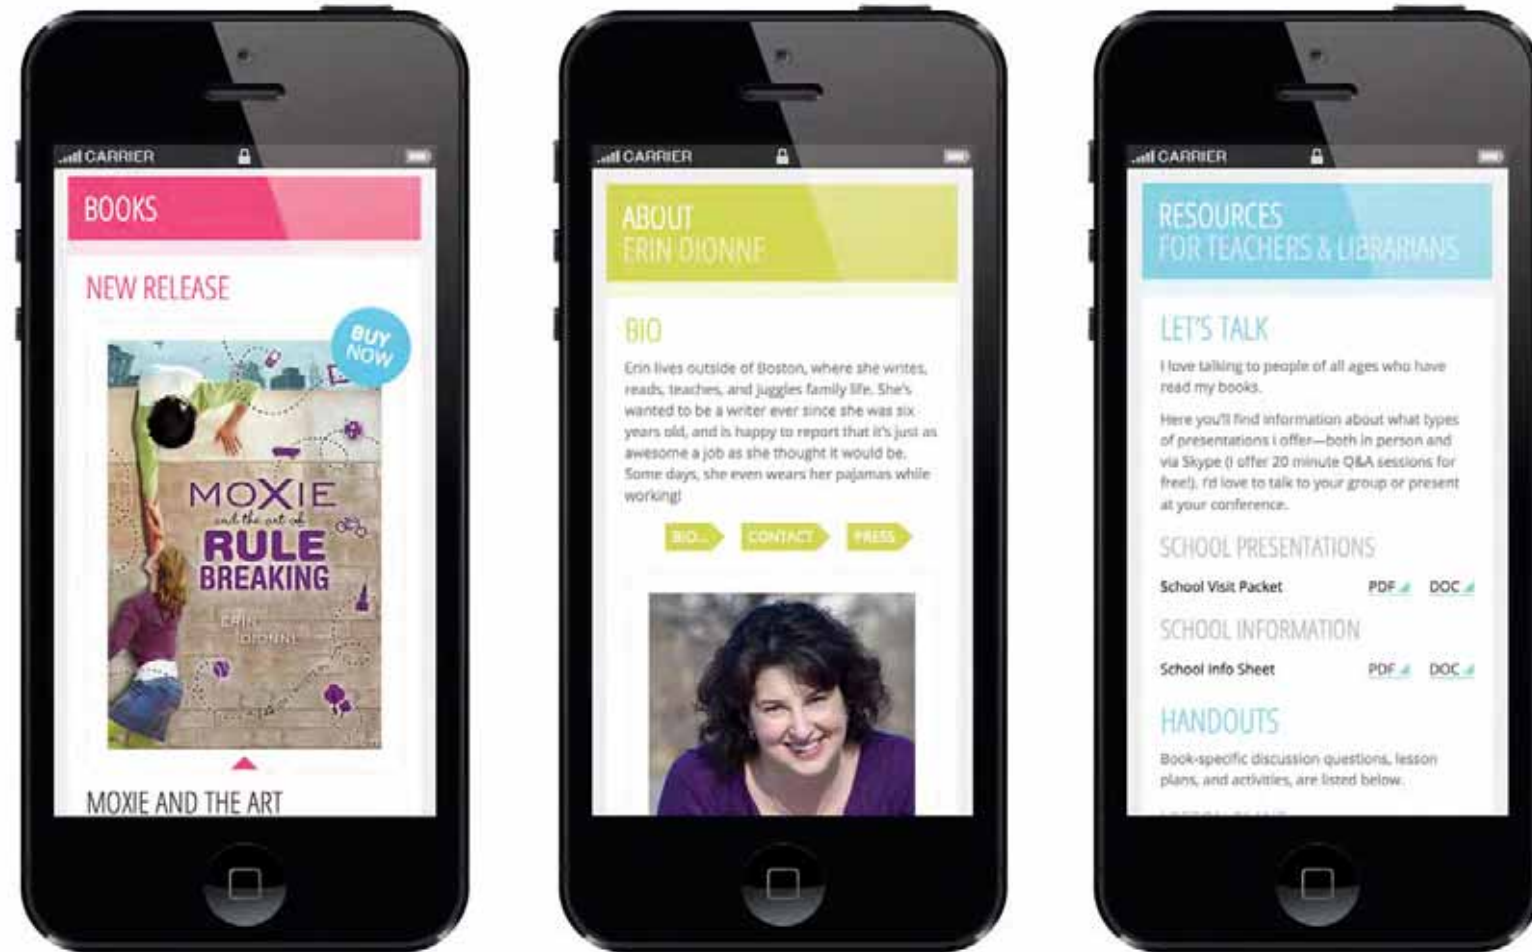 CARRIER
BOOKS
NEW RELEASE
BUY
NOW
MOXIE
and the art of
RULE
BREAKING
ERIN
DIONNE
MOXIE AND THE ART
CARRIER
ABOUT
ERIN DIONNE
BIO
Erin lives outside of Boston, where she writes,
reads, teaches, and juggles family life. She's
wanted to be a writer ever since she was six
years old, and is happy to report that it's just as
awesome a job as she thought it would be.
Some days, she even wears her pajamas while
working!
BIO... CONTACT PRESS
CARRIER
RESOURCES
FOR TEACHERS & LIBRARIANS
LET'S TALK
I love talking to people of all ages who have
read my books.
Here you'll find information about what types
of presentations i offer—both in person and
via Skype (i offer 20 minute Q&A sessions for
free!). I'd love to talk to your group or present
at your conference.
SCHOOL PRESENTATIONS
School Visit Packet PDF DOC
SCHOOL INFORMATION
School Info Sheet PDF DOC
HANDOUTS
Book-specific discussion questions, lesson
plans, and activities, are listed below.